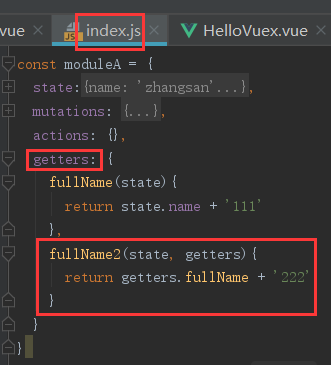 vue
index.js
HelloVuex.vue
const moduleA = {
state:{name: 'zhangsan'...},
mutations: {...},
actions: {},
getters: {
fullName(state){
return state.name + '111'
},
fullName2(state, getters){
return getters.fullName + '222'
}
}
}